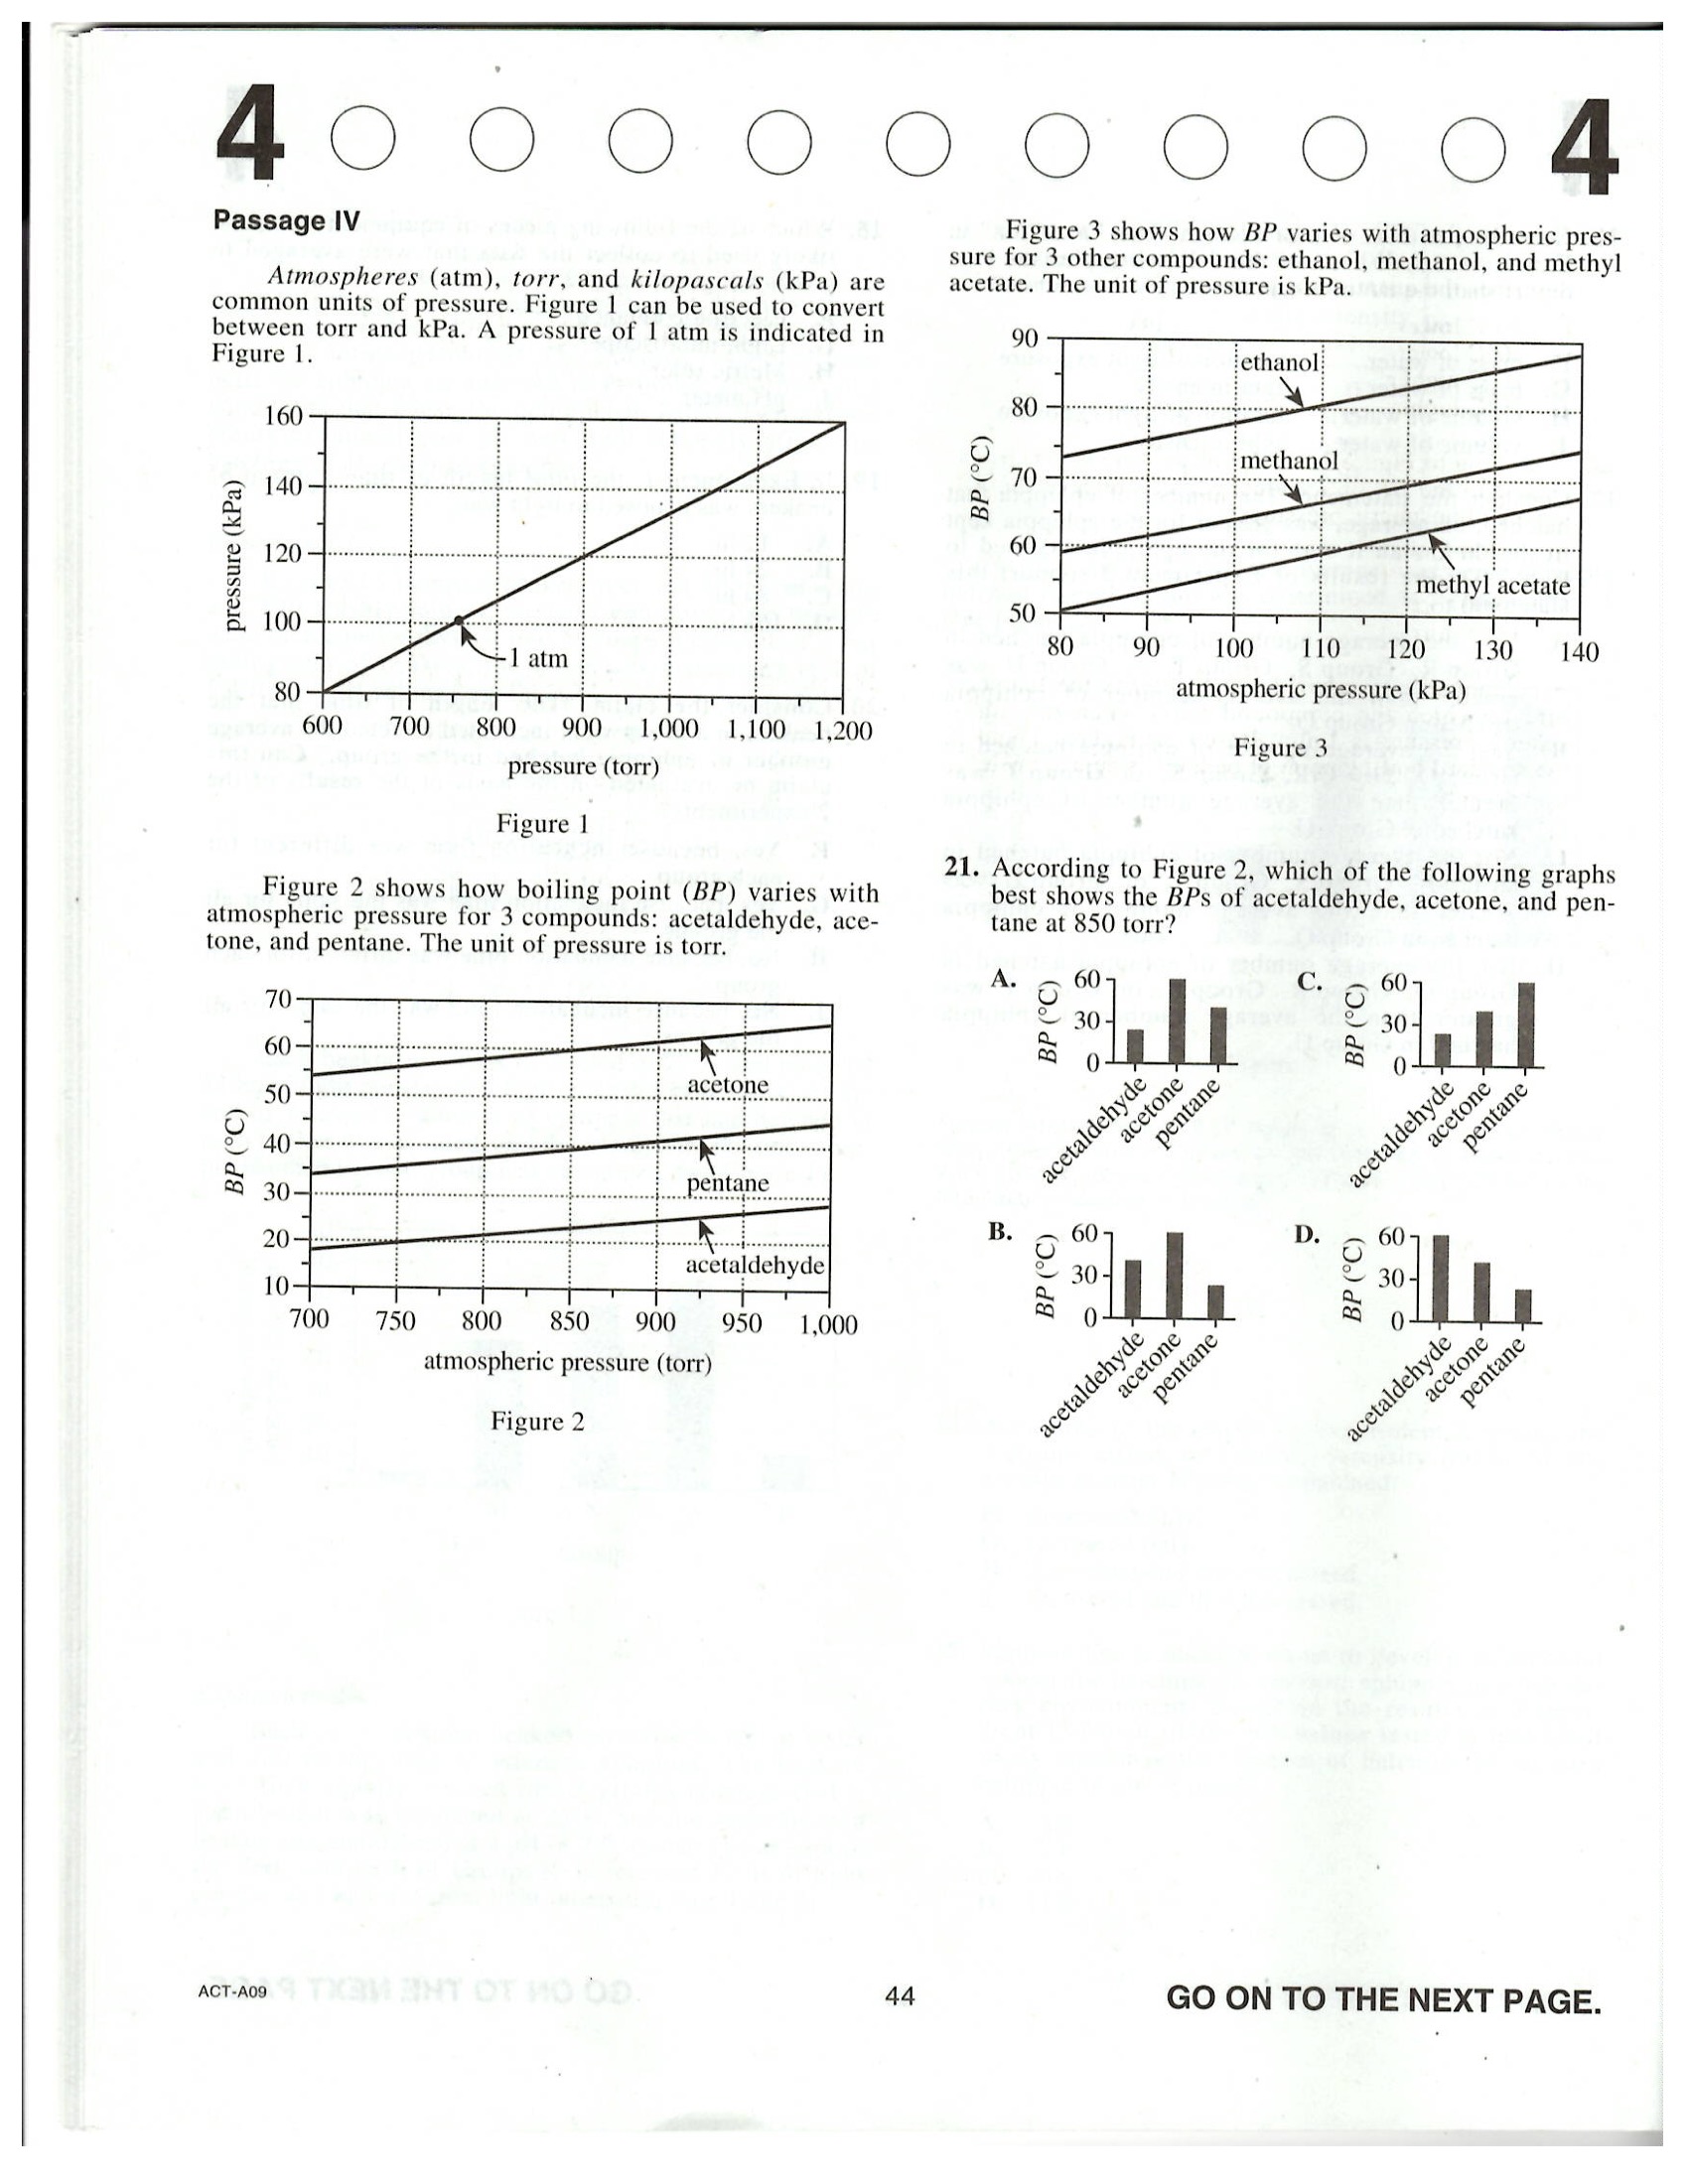 4 4
Passage IV
Atmospheres (atm), torr, and kilopascals (kPa) are
common units of pressure. Figure 1 can be used to convert
between torr and kPa. A pressure of 1 atm is indicated in
Figure 1.
160
140
120
100
80
pressure (kPa)
1 atm
600 700 800 900 1,000 1,100 1,200
pressure (torr)
Figure 1
Figure 2 shows how boiling point (BP) varies with
atmospheric pressure for 3 compounds: acetaldehyde, ace-
tone, and pentane. The unit of pressure is torr.
70
60
50
40
30
20
10
BP (°C)
acetone
pentane
acetaldehyde
700 750 800 850 900 950 1,000
atmospheric pressure (torr)
Figure 2
Figure 3 shows how BP varies with atmospheric pres-
sure for 3 other compounds: ethanol, methanol, and methyl
acetate. The unit of pressure is kPa.
90
80
70
60
50
BP (°C)
ethanol
methanol
methyl acetate
80 90 100 110 120 130 140
atmospheric pressure (kPa)
Figure 3
21. According to Figure 2, which of the following graphs
best shows the BPs of acetaldehyde, acetone, and pen-
tane at 850 torr?
A.
BP (°C)
60
30
0
acetaldehyde
acetone
pentane
B.
BP (°C)
60
30
0
acetaldehyde
acetone
pentane
C.
BP (°C)
60
30
0
acetaldehyde
acetone
pentane
D.
BP (°C)
60
30
0
acetaldehyde
acetone
pentane
ACT-A09 44 GO ON TO THE NEXT PAGE.